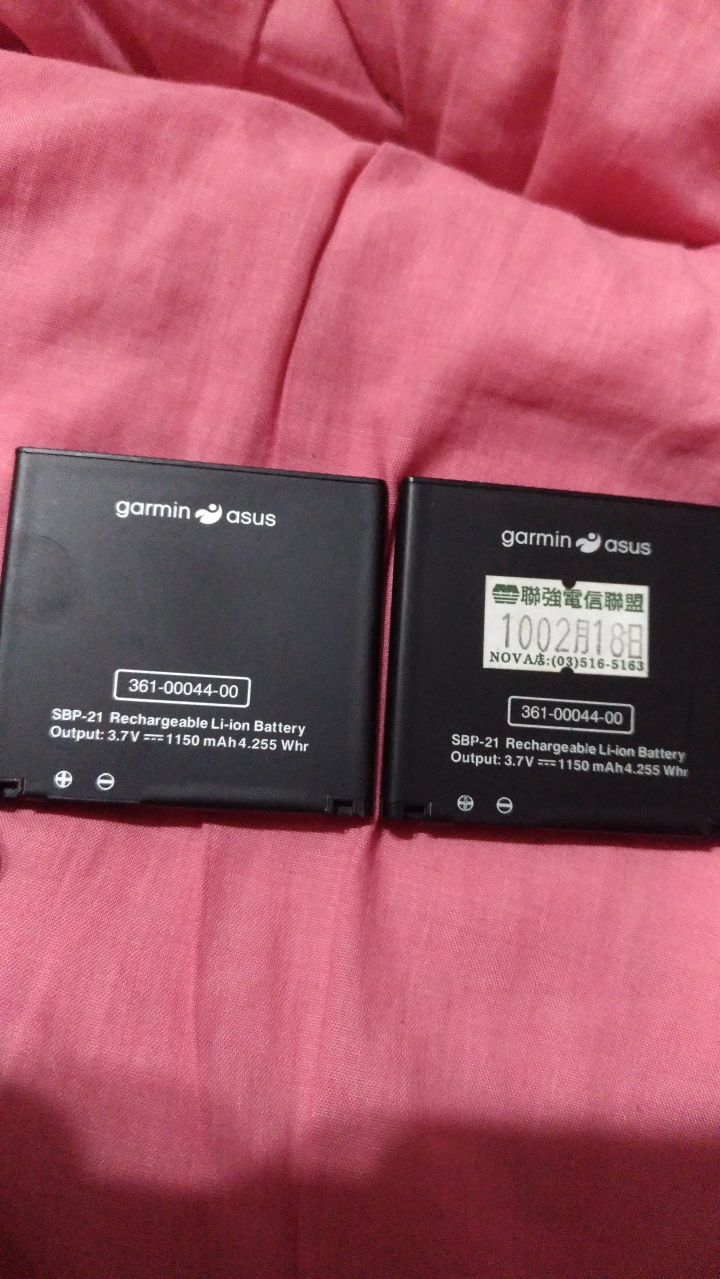 garmin asus
361-00044-00
SBP-21 Rechargeable Li-ion Battery
Output: 3.7V 1150 mAh 4.255 Whr
garmin asus
聯強電信聯盟
1002月18日
NOVA店:(03)516-5163
361-00044-00
SBP-21 Rechargeable Li-ion Battery
Output: 3.7V 1150 mAh 4.255 Whr